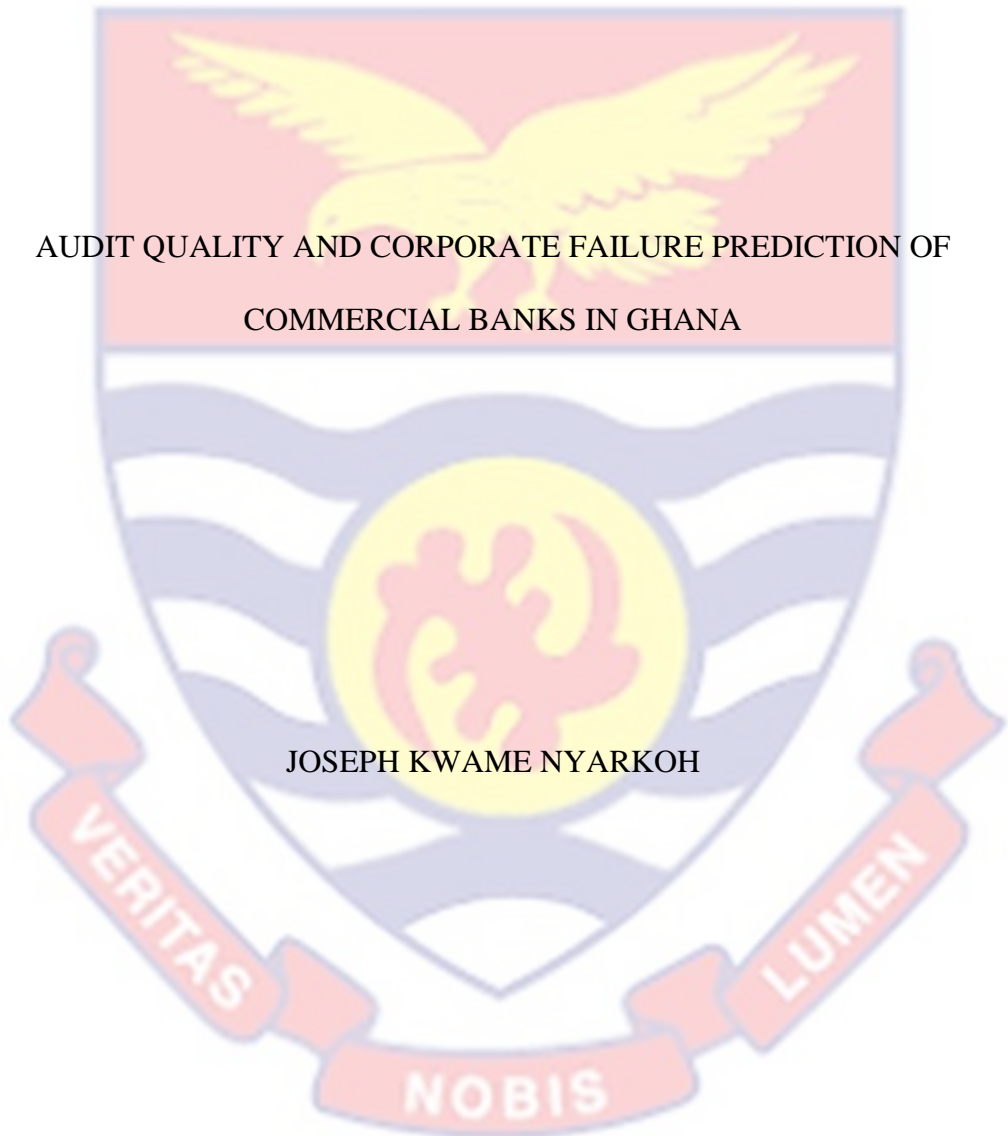 AUDIT QUALITY AND CORPORATE FAILURE PREDICTION OF
COMMERCIAL BANKS IN GHANA
JOSEPH KWAME NYARKOH
VERITAS
NOBIS
LUMEN